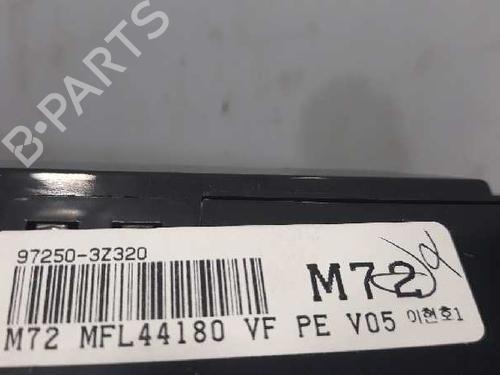 97250-3Z320
M72
M72 MFL44180 VF PE V05 이현호1
B-PARTS